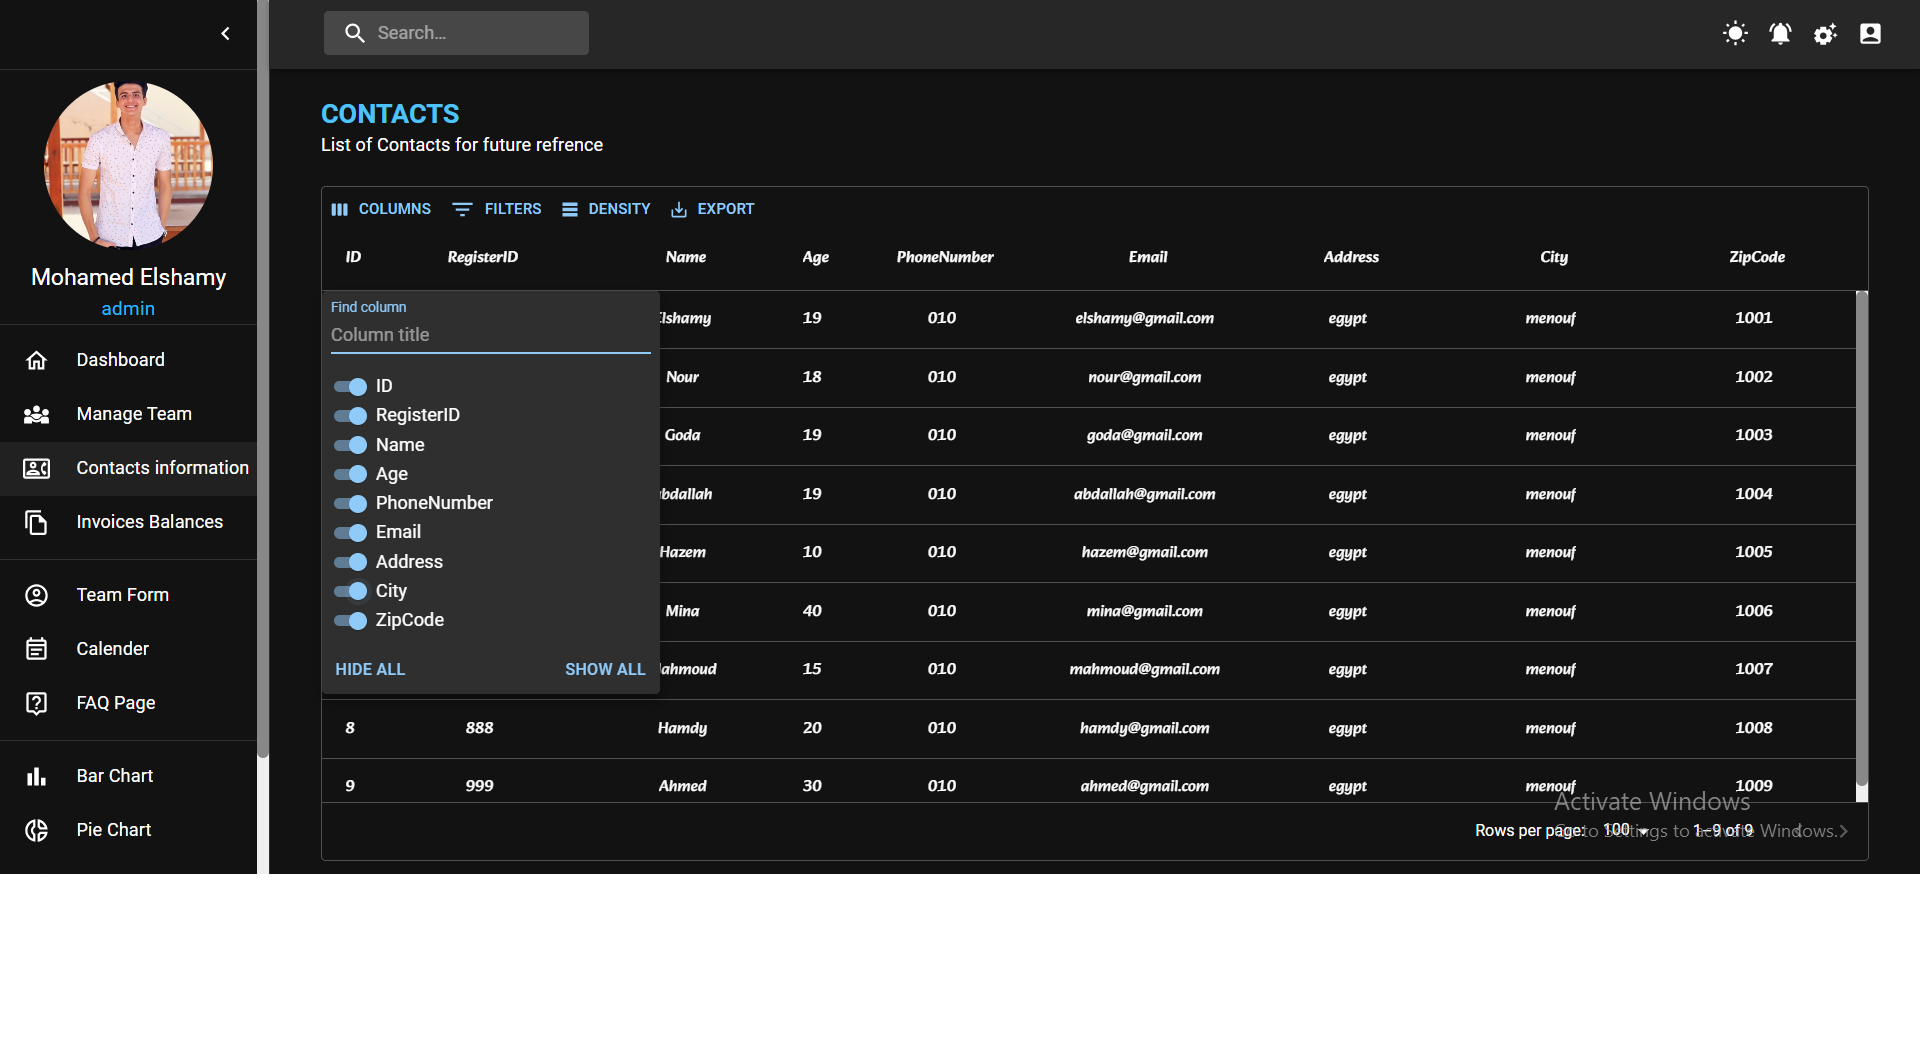 Search...
Mohamed Elshamy
admin
Dashboard
Manage Team
Contacts information
Invoices Balances
Team Form
Calender
FAQ Page
Bar Chart
Pie Chart
CONTACTS
List of Contacts for future refrence
COLUMNS FILTERS DENSITY EXPORT
ID RegisterID Name Age PhoneNumber Email Address City ZipCode
Find column
Column title
ID
RegisterID
Name
Age
PhoneNumber
Email
Address
City
ZipCode
HIDE ALL SHOW ALL
Elshamy 19 010 elshamy@gmail.com egypt menouf 1001
Nour 18 010 nour@gmail.com egypt menouf 1002
Goda 19 010 goda@gmail.com egypt menouf 1003
abdallah 19 010 abdallah@gmail.com egypt menouf 1004
Hazem 10 010 hazem@gmail.com egypt menouf 1005
Mina 40 010 mina@gmail.com egypt menouf 1006
ahmoud 15 010 mahmoud@gmail.com egypt menouf 1007
8 888 Hamdy 20 010 hamdy@gmail.com egypt menouf 1008
9 999 Ahmed 30 010 ahmed@gmail.com egypt menouf 1009
Rows per page: 100 1–9 of 9
Activate Windows
Go to Settings to activate Windows.